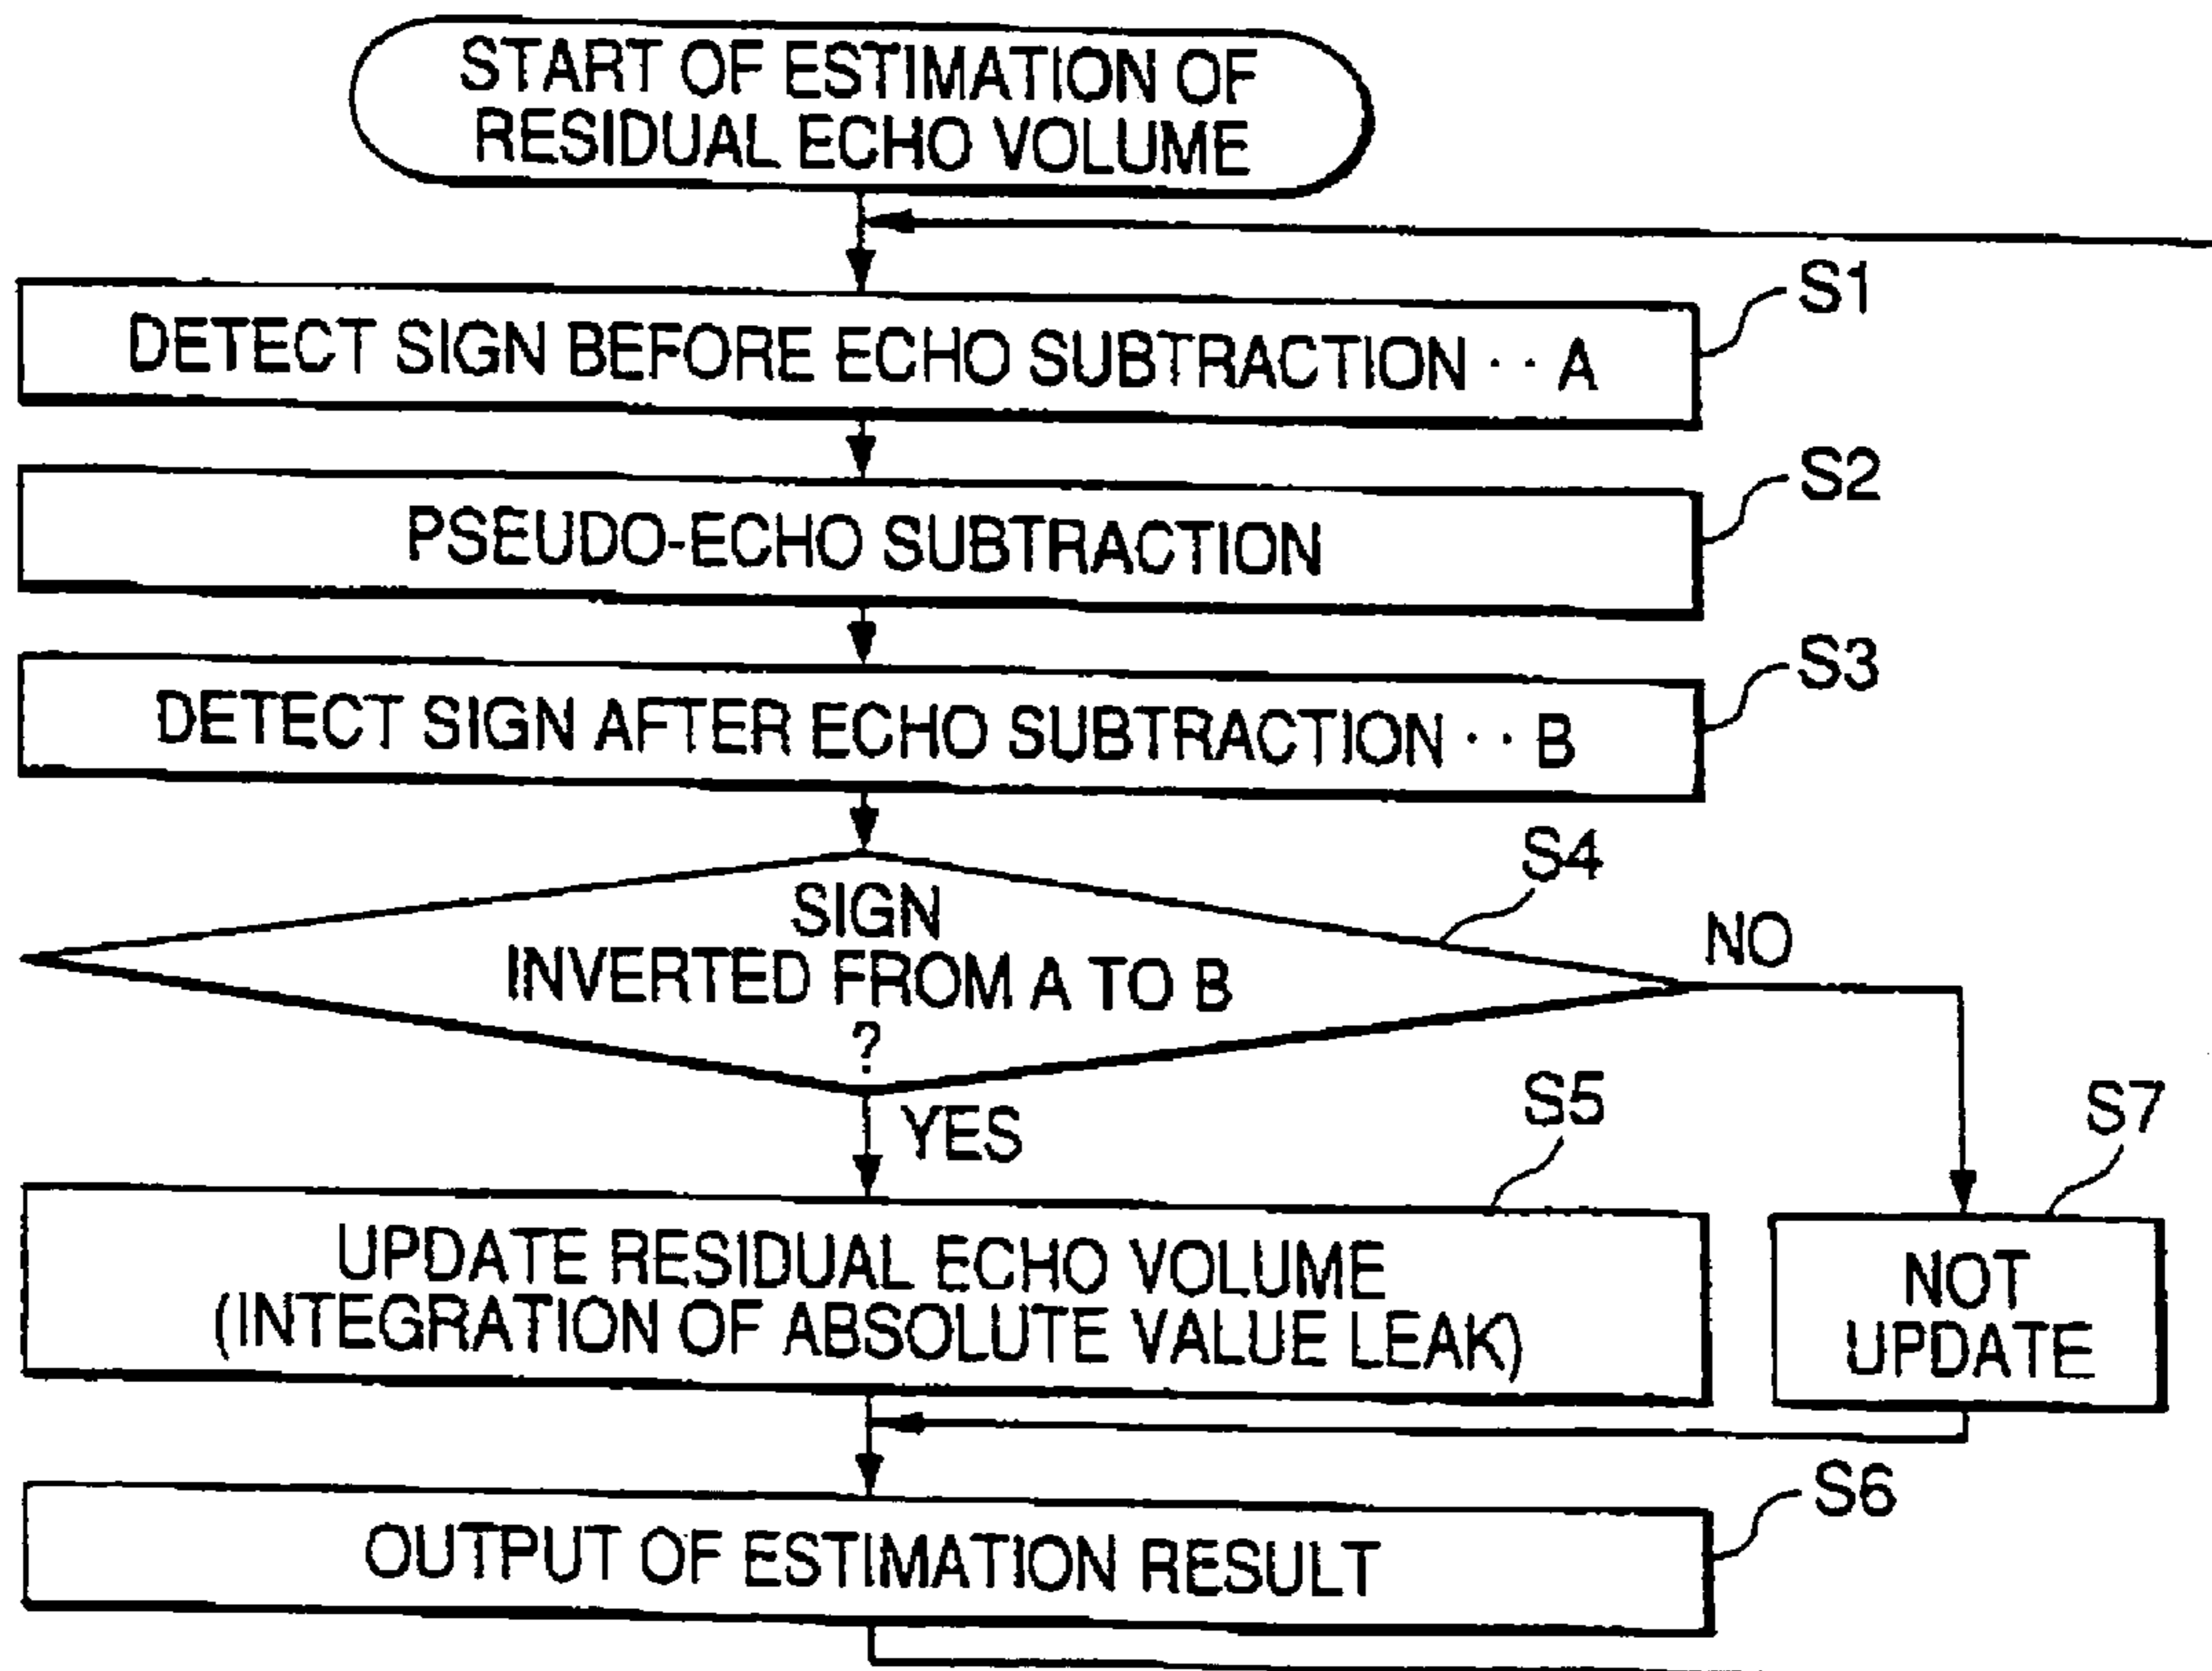 START OF ESTIMATION OF
RESIDUAL ECHO VOLUME
S1
DETECT SIGN BEFORE ECHO SUBTRACTION ‥ A
S2
PSEUDO-ECHO SUBTRACTION
S3
DETECT SIGN AFTER ECHO SUBTRACTION ‥ B
S4
SIGN
INVERTED FROM A TO B
?
NO
YES
S5
S7
UPDATE RESIDUAL ECHO VOLUME
(INTEGRATION OF ABSOLUTE VALUE LEAK)
NOT
UPDATE
S6
OUTPUT OF ESTIMATION RESULT